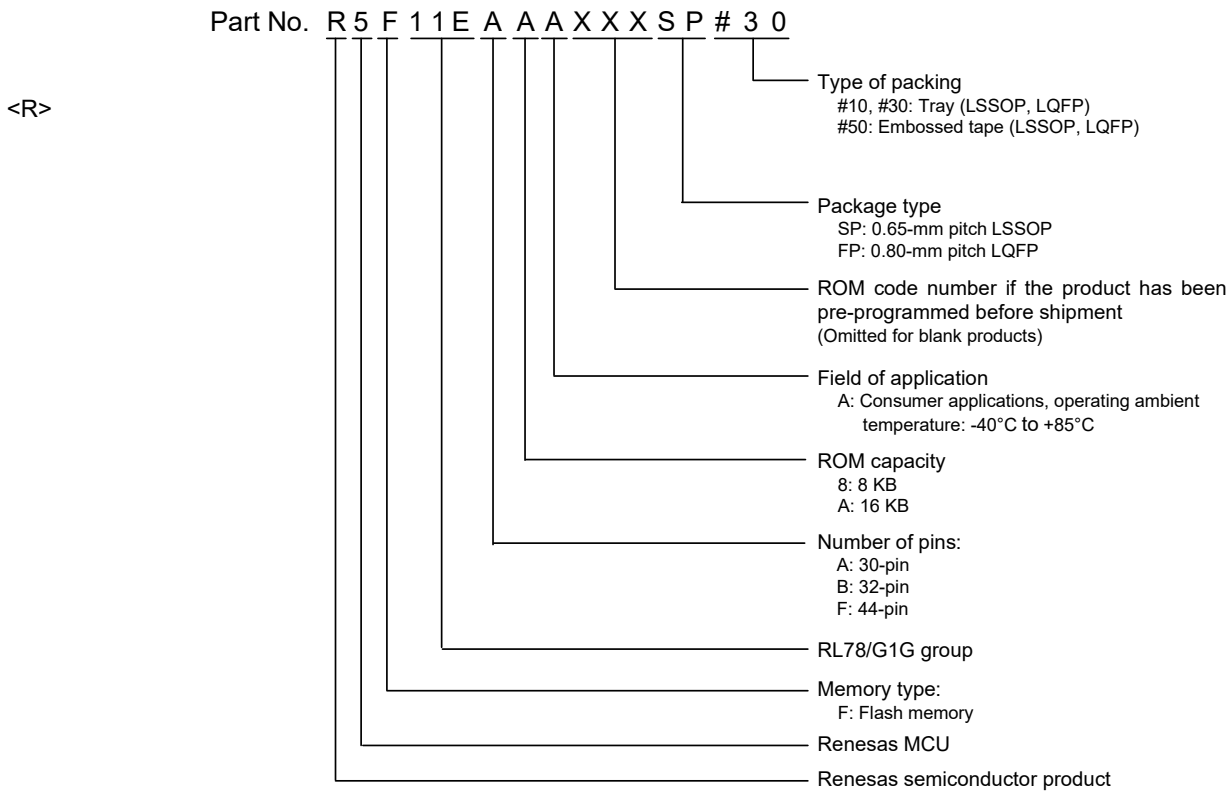 Part No. R 5 F 1 1 E A A A X X X S P # 3 0
<R>
Type of packing
#10, #30: Tray (LSSOP, LQFP)
#50: Embossed tape (LSSOP, LQFP)
Package type
SP: 0.65-mm pitch LSSOP
FP: 0.80-mm pitch LQFP
ROM code number if the product has been
pre-programmed before shipment
(Omitted for blank products)
Field of application
A: Consumer applications, operating ambient
temperature: -40°C to +85°C
ROM capacity
8: 8 KB
A: 16 KB
Number of pins:
A: 30-pin
B: 32-pin
F: 44-pin
RL78/G1G group
Memory type:
F: Flash memory
Renesas MCU
Renesas semiconductor product